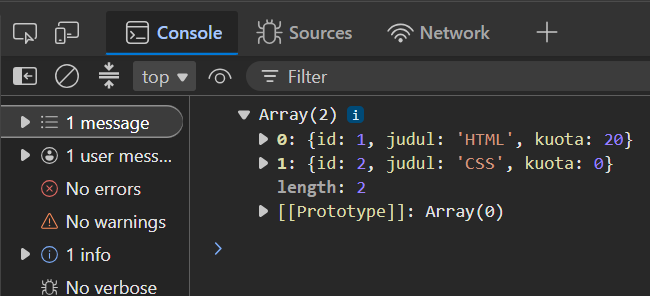 Console Sources Network
top Filter
1 message
1 user mess...
No errors
No warnings
1 info
No verbose
Array(2) i
0: {id: 1, judul: 'HTML', kuota: 20}
1: {id: 2, judul: 'CSS', kuota: 0}
length: 2
[[Prototype]]: Array(0)